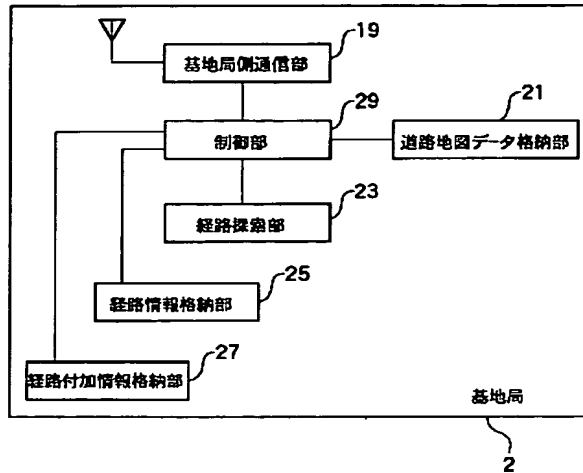 19
基地局側通信部
29
21
制御部
道路地図データ格納部
23
経路探索部
25
経路情報格納部
27
経路付加情報格納部
基地局
2